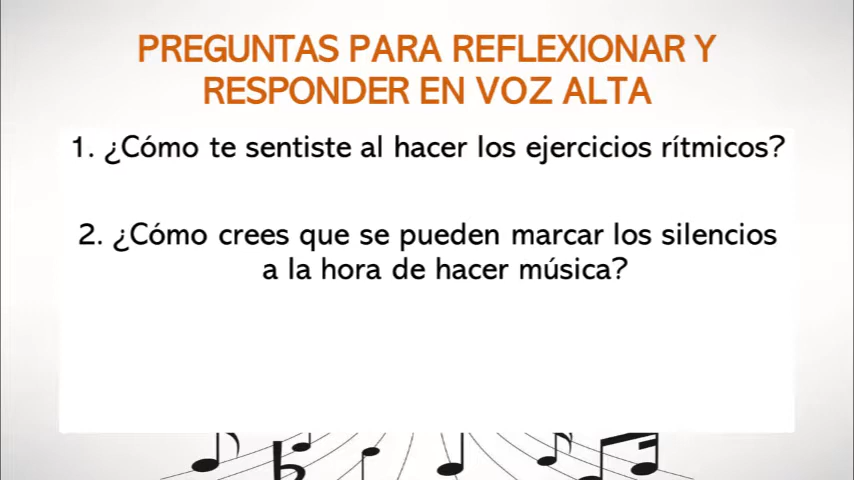 PREGUNTAS PARA REFLEXIONAR Y
RESPONDER EN VOZ ALTA
1. ¿Cómo te sentiste al hacer los ejercicios rítmicos?
2. ¿Cómo crees que se pueden marcar los silencios
a la hora de hacer música?